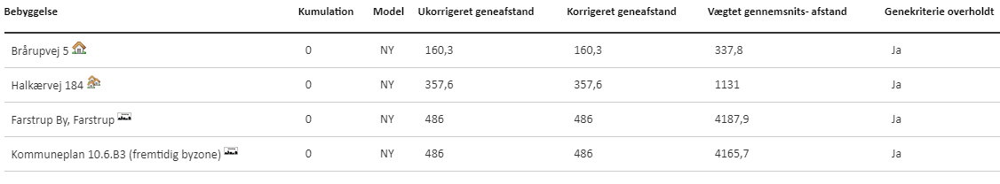 Bebyggelse Kumulation Model Ukorrigeret geneafstand Korrigeret geneafstand Vægtet gennemsnits- afstand Genekriterie overholdt
Brårupvej 5 0 NY 160,3 160,3 337,8 Ja
Halkærvej 184 0 NY 357,6 357,6 1131 Ja
Farstrup By, Farstrup 0 NY 486 486 4187,9 Ja
Kommuneplan 10.6.B3 (fremtidig byzone) 0 NY 486 486 4165,7 Ja